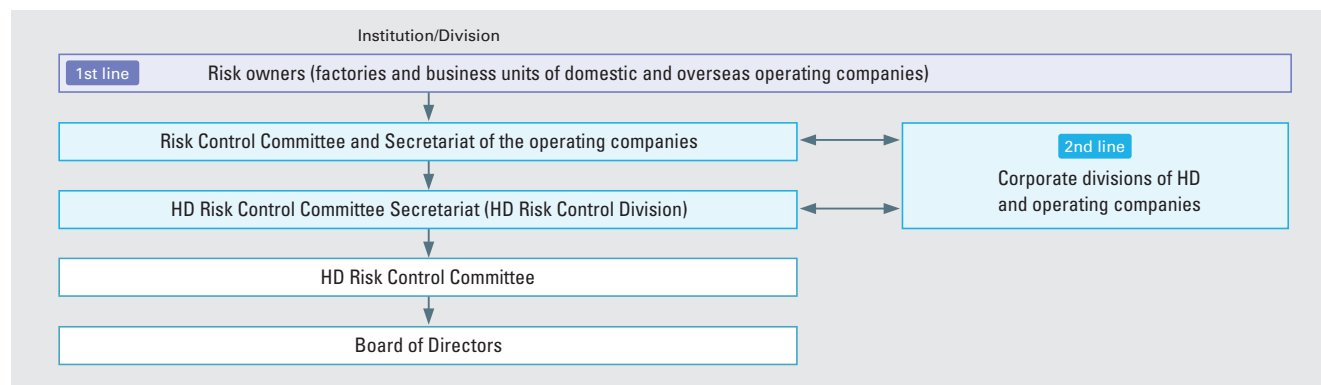 Institution/Division
1st line
Risk owners (factories and business units of domestic and overseas operating companies)
Risk Control Committee and Secretariat of the operating companies
2nd line
Corporate divisions of HD
and operating companies
HD Risk Control Committee Secretariat (HD Risk Control Division)
HD Risk Control Committee
Board of Directors